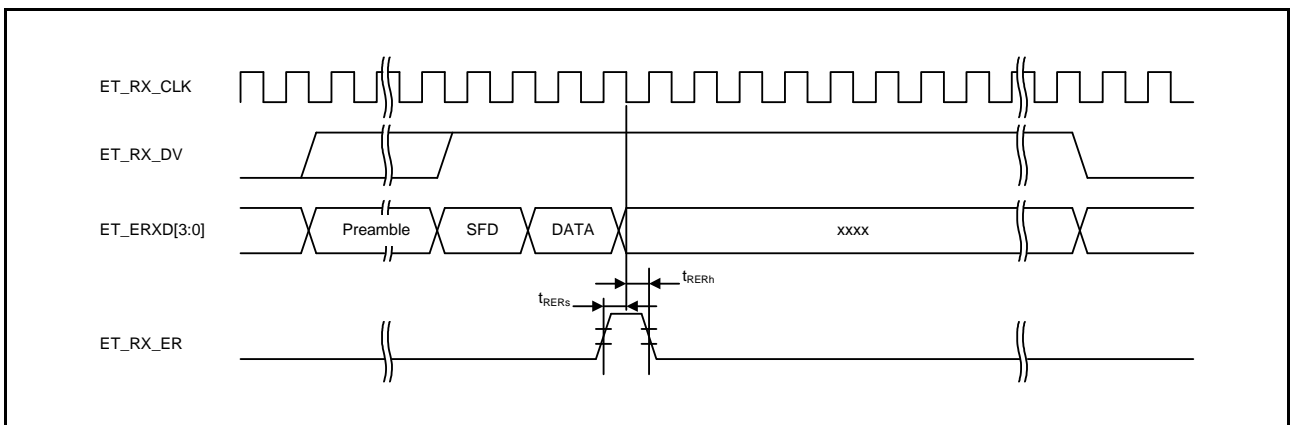 ET_RX_CLK
ET_RX_DV
ET_ERXD[3:0]
Preamble
SFD
DATA
xxxx
tRERh
tRERs
ET_RX_ER